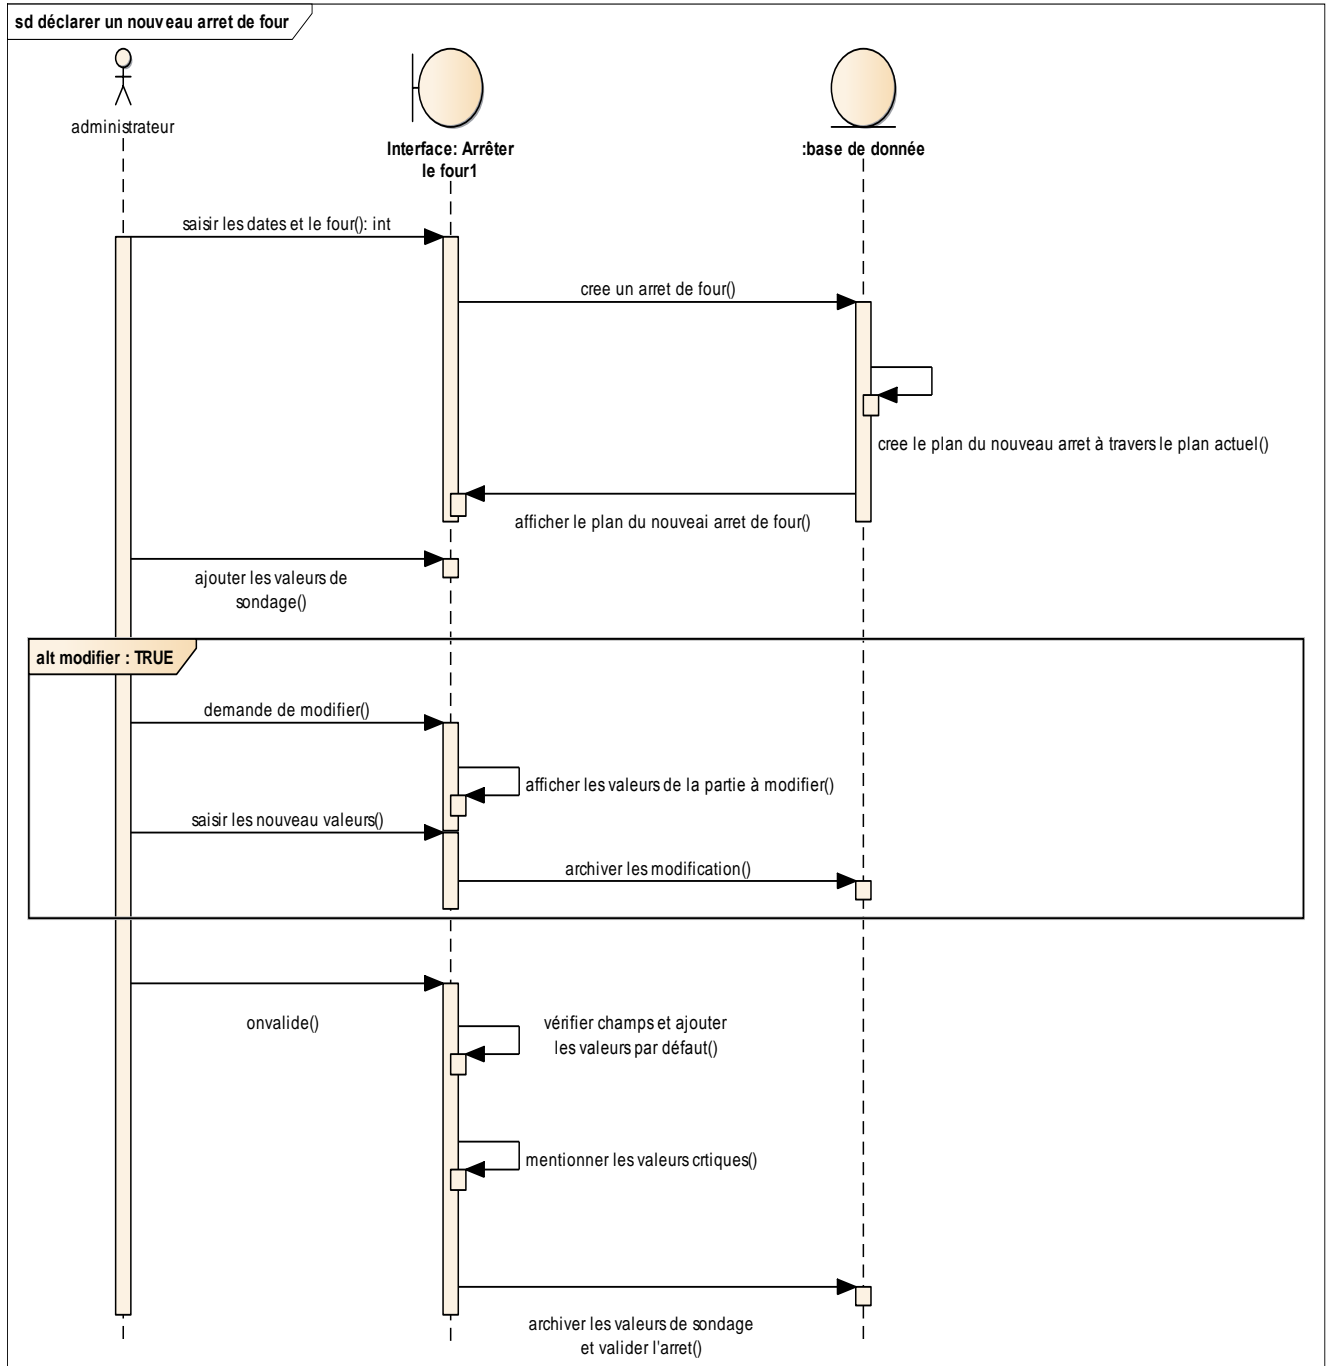 sd déclarer un nouveau arret de four
administrateur
Interface: Arrêter
le four1
:base de donnée
saisir les dates et le four(): int
cree un arret de four()
cree le plan du nouveau arret à travers le plan actuel()
afficher le plan du nouveai arret de four()
ajouter les valeurs de
sondage()
alt modifier : TRUE
demande de modifier()
afficher les valeurs de la partie à modifier()
saisir les nouveau valeurs()
archiver les modification()
onvalide()
vérifier champs et ajouter
les valeurs par défaut()
mentionner les valeurs crtiques()
archiver les valeurs de sondage
et valider l'arret()